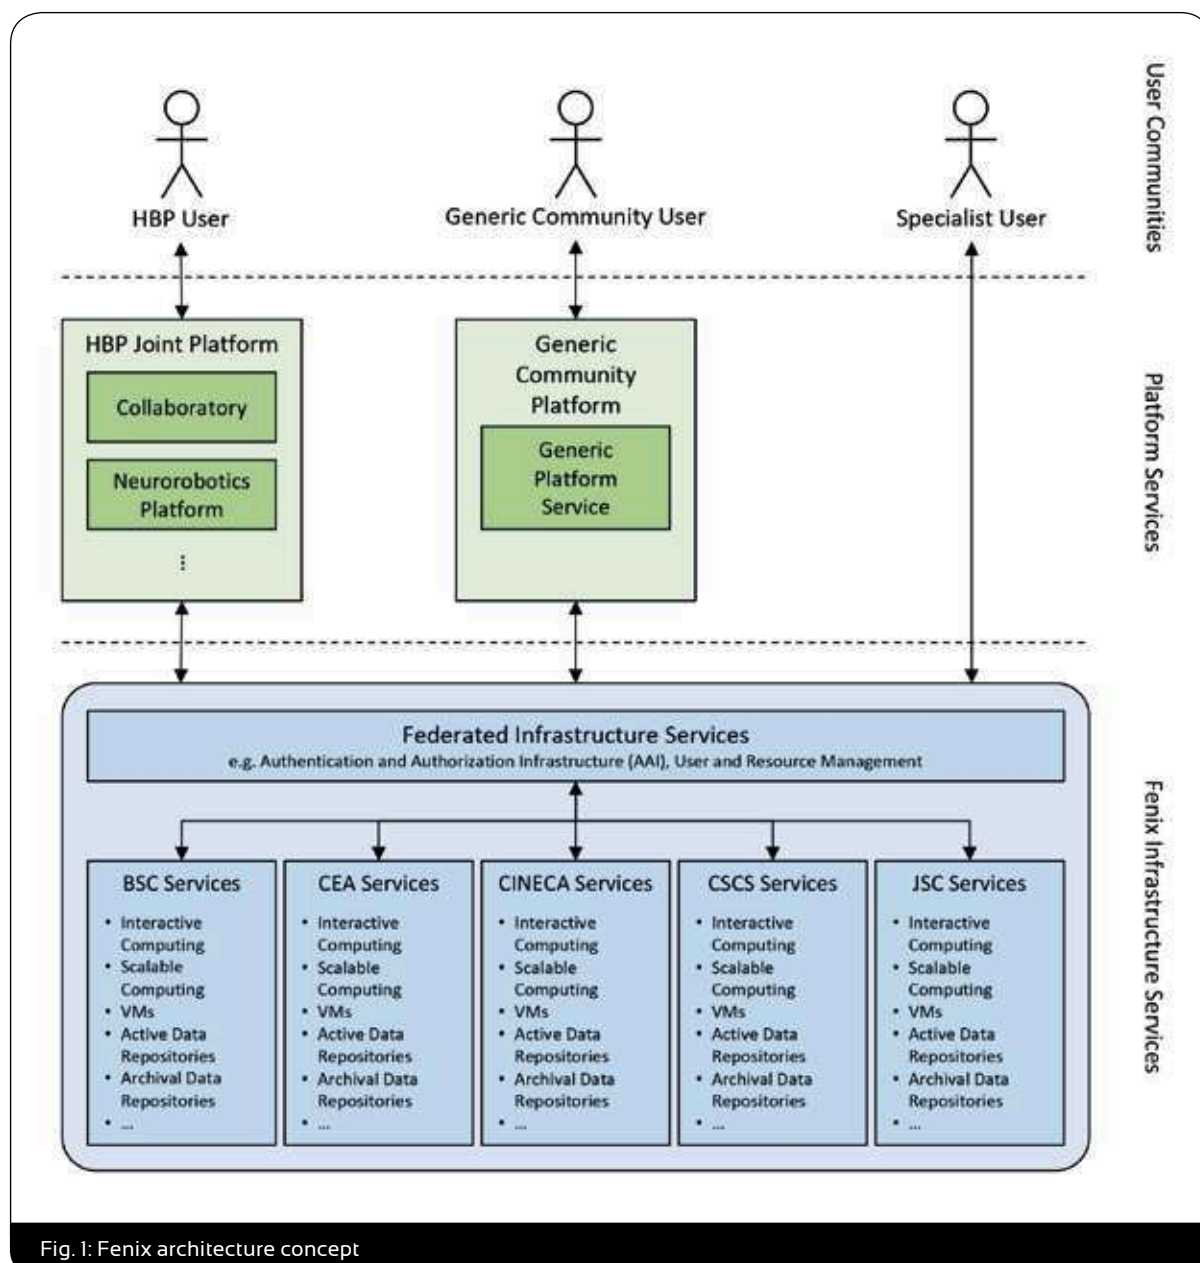 HBP User
Generic Community User
Specialist User
User Communities
HBP Joint Platform
Collaboratory
Neurorobotics
Platform
...
Generic
Community
Platform
Generic
Platform
Service
Platform Services
Federated Infrastructure Services
e.g. Authentication and Authorization Infrastructure (AAI), User and Resource Management
BSC Services
• Interactive
Computing
• Scalable
Computing
• VMs
• Active Data
Repositories
• Archival Data
Repositories
• ...
CEA Services
• Interactive
Computing
• Scalable
Computing
• VMs
• Active Data
Repositories
• Archival Data
Repositories
• ...
CINECA Services
• Interactive
Computing
• Scalable
Computing
• VMs
• Active Data
Repositories
• Archival Data
Repositories
• ...
CSCS Services
• Interactive
Computing
• Scalable
Computing
• VMs
• Active Data
Repositories
• Archival Data
Repositories
• ...
JSC Services
• Interactive
Computing
• Scalable
Computing
• VMs
• Active Data
Repositories
• Archival Data
Repositories
• ...
Fenix Infrastructure Services
Fig. 1: Fenix architecture concept